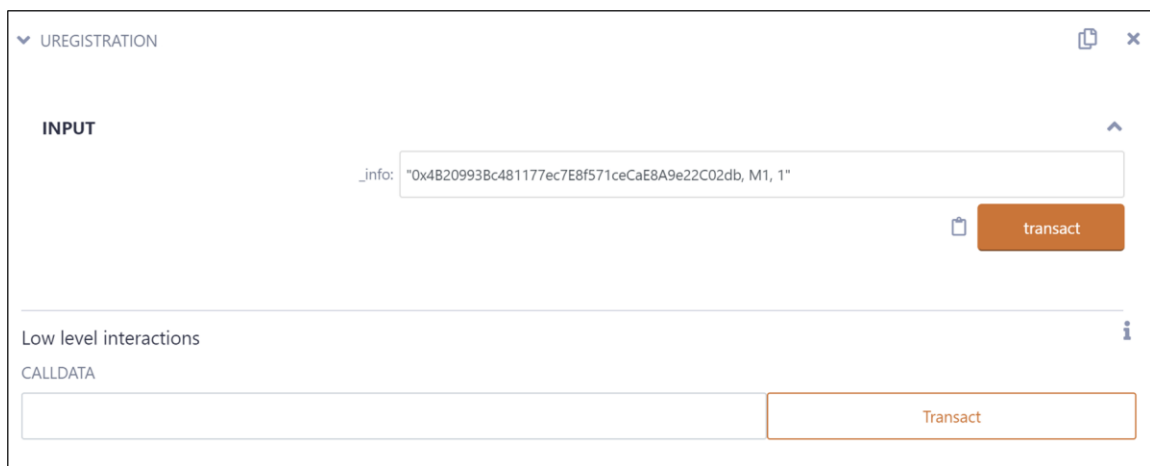 UREGISTRATION
INPUT
_info: "0x4B20993Bc481177ec7E8f571ceCaE8A9e22C02db, M1, 1"
transact
Low level interactions
CALLDATA
Transact